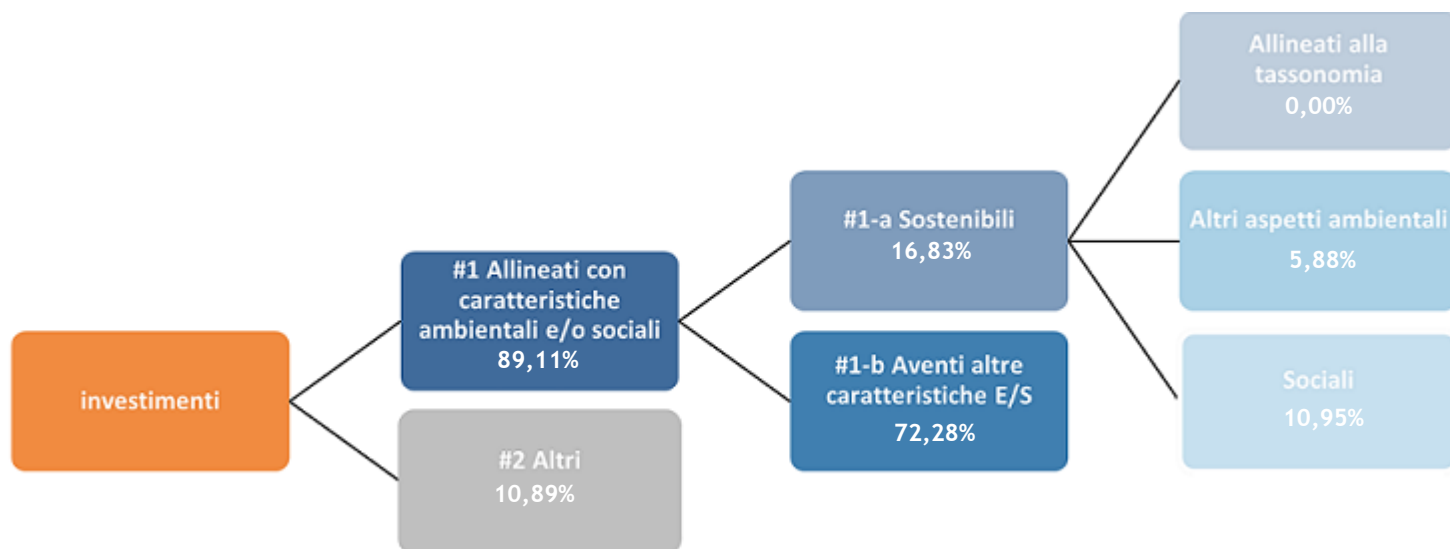 investimenti
#1 Allineati con
caratteristiche
ambientali e/o sociali
89,11%
#2 Altri
10,89%
#1-a Sostenibili
16,83%
#1-b Aventi altre
caratteristiche E/S
72,28%
Allineati alla
tassonomia
0,00%
Altri aspetti ambientali
5,88%
Sociali
10,95%